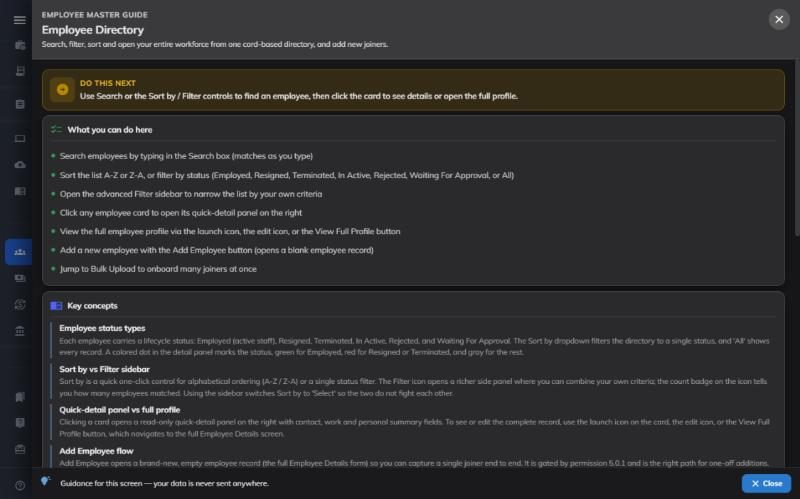 EMPLOYEE MASTER GUIDE
Employee Directory
Search, filter, sort and open your entire workforce from one card-based directory, and add new joiners.
DO THIS NEXT
Use Search or the Sort by / Filter controls to find an employee, then click the card to see details or open the full profile.
What you can do here
Search employees by typing in the Search box (matches as you type)
Sort the list A-Z or Z-A, or filter by status (Employed, Resigned, Terminated, In Active, Rejected, Waiting For Approval, or All)
Open the advanced Filter sidebar to narrow the list by your own criteria
Click any employee card to open its quick-detail panel on the right
View the full employee profile via the launch icon, the edit icon, or the View Full Profile button
Add a new employee with the Add Employee button (opens a blank employee record)
Jump to Bulk Upload to onboard many joiners at once
Key concepts
Employee status types
Each employee carries a lifecycle status: Employed (active staff), Resigned, Terminated, In Active, Rejected, and Waiting For Approval. The Sort by dropdown filters the directory to a single status, and 'All' shows
every record. A colored dot in the detail panel marks the status, green for Employed, red for Resigned or Terminated, and gray for the rest.
Sort by vs Filter sidebar
Sort by is a quick one-click control for alphabetical ordering (A-Z / Z-A) or a single status filter. The Filter icon opens a richer side panel where you can combine your own criteria; the count badge on the icon tells
you how many employees matched. Using the sidebar switches Sort by to 'Select' so the two do not fight each other.
Quick-detail panel vs full profile
Clicking a card opens a read-only quick-detail panel on the right with contact, work and personal summary fields. To see or edit the complete record, use the launch icon on the card, the edit icon, or the View Full
Profile button, which navigates to the full Employee Details screen.
Add Employee flow
Add Employee opens a brand-new, empty employee record (the full Employee Details form) so you can capture a single joiner end to end. It is gated by permission 5.0.1 and is the right path for one-off additions.
Guidance for this screen — your data is never sent anywhere.
Close